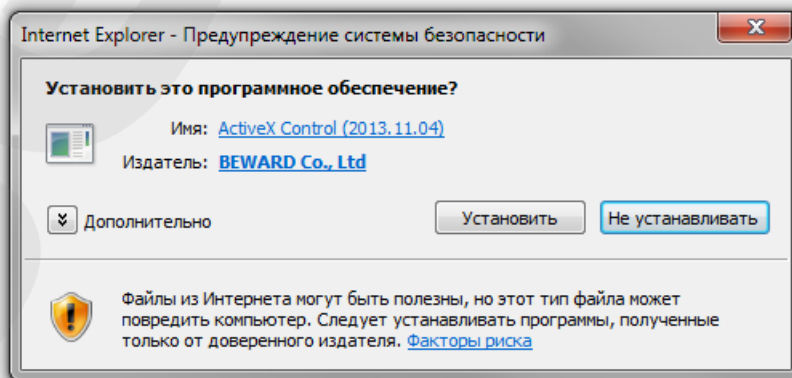 Internet Explorer - Предупреждение системы безопасности
Установить это программное обеспечение?
Имя: ActiveX Control (2013.11.04)
Издатель: BEWARD Co., Ltd
Дополнительно
Установить
Не устанавливать
Файлы из Интернета могут быть полезны, но этот тип файла может
повредить компьютер. Следует устанавливать программы, полученные
только от доверенного издателя. Факторы риска